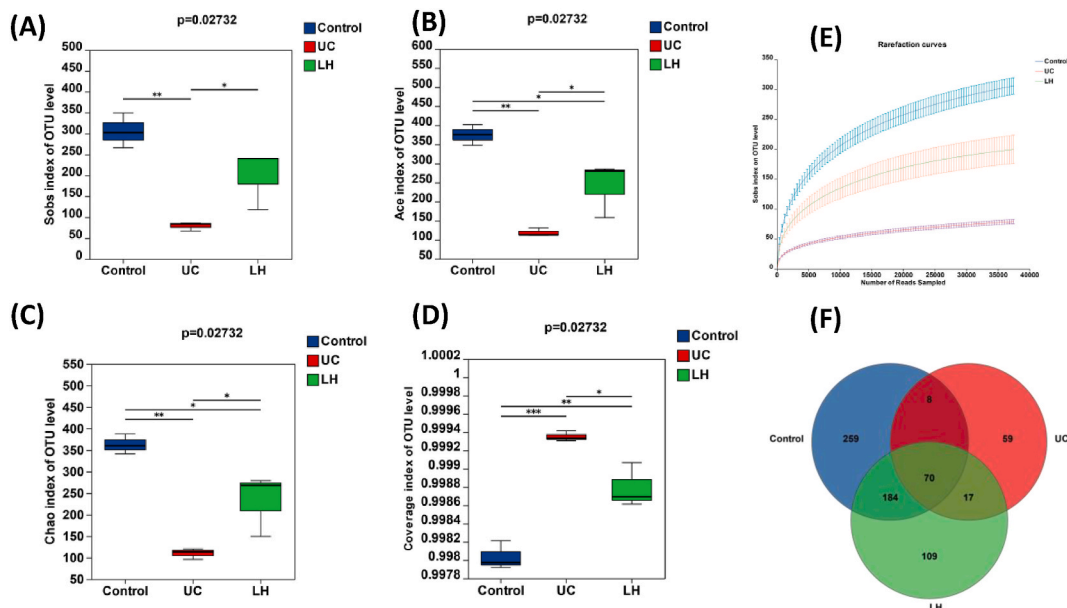 (A)
p=0.02732
Control
UC
LH
Sobs index of OTU level
500
450
400
350
300
250
200
150
100
50
0
**
*
Control
UC
LH
(B)
p=0.02732
Control
UC
LH
Ace index of OTU level
550
500
450
400
350
300
250
200
150
100
*
*
**
Control
UC
LH
(E)
Rarefaction curves
Control
UC
LH
Sobs index on OTU level
350
300
250
200
150
100
50
0
0
5000
10000
15000
20000
25000
30000
35000
40000
Number of Reads Sampled
(C)
p=0.02732
Control
UC
LH
Chao index of OTU level
550
500
450
400
350
300
250
200
150
100
50
*
*
**
Control
UC
LH
(D)
p=0.02732
Control
UC
LH
Coverage index of OTU level
1.0002
1
0.9998
0.9996
0.9994
0.9992
0.999
0.9988
0.9986
0.9984
0.9982
0.998
0.9978
*
**
***
Control
UC
LH
(F)
Control
UC
LH
259
8
59
70
184
17
109